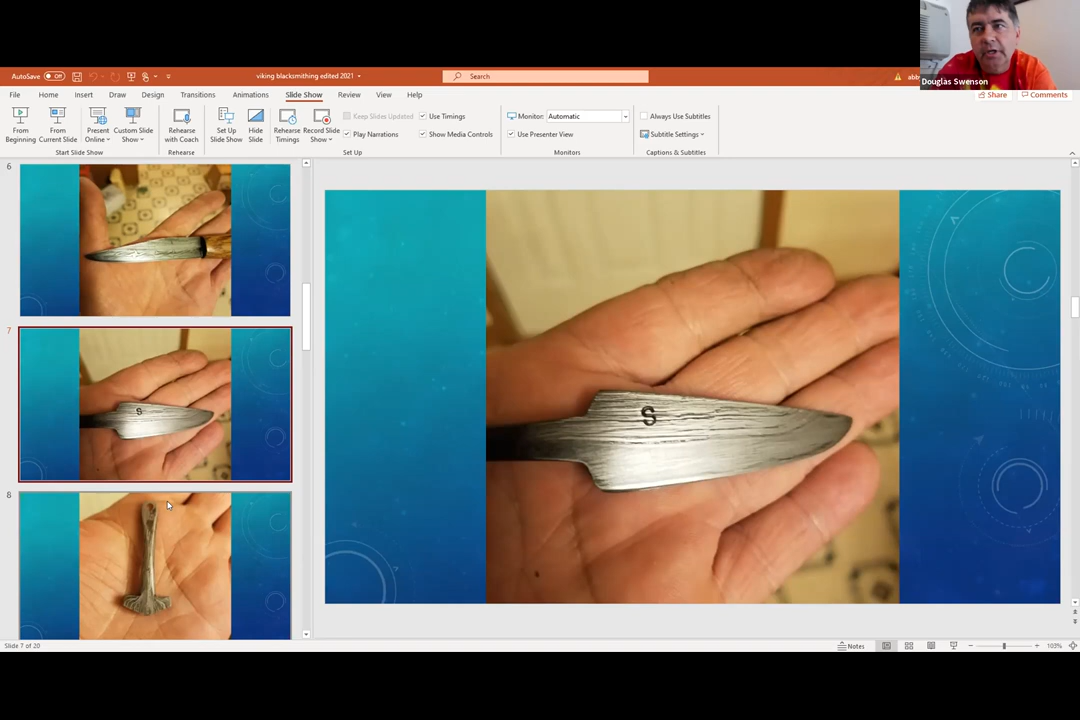 AutoSave Off viking blacksmithing edited 2021 Search
Douglas Swenson
File Home Insert Draw Design Transitions Animations Slide Show Review View Help Share Comments
From Beginning
From Current Slide
Present Online
Custom Slide Show
Start Slide Show
Rehearse with Coach
Rehearse
Set Up Slide Show
Hide Slide
Rehearse Timings
Record Slide Show
Keep Slides Updated
Play Narrations
Use Timings
Show Media Controls
Set Up
Monitor: Automatic
Use Presenter View
Monitors
Always Use Subtitles
Subtitle Settings
Captions & Subtitles
6
7
S
8
S
Slide 7 of 20 Notes 103%